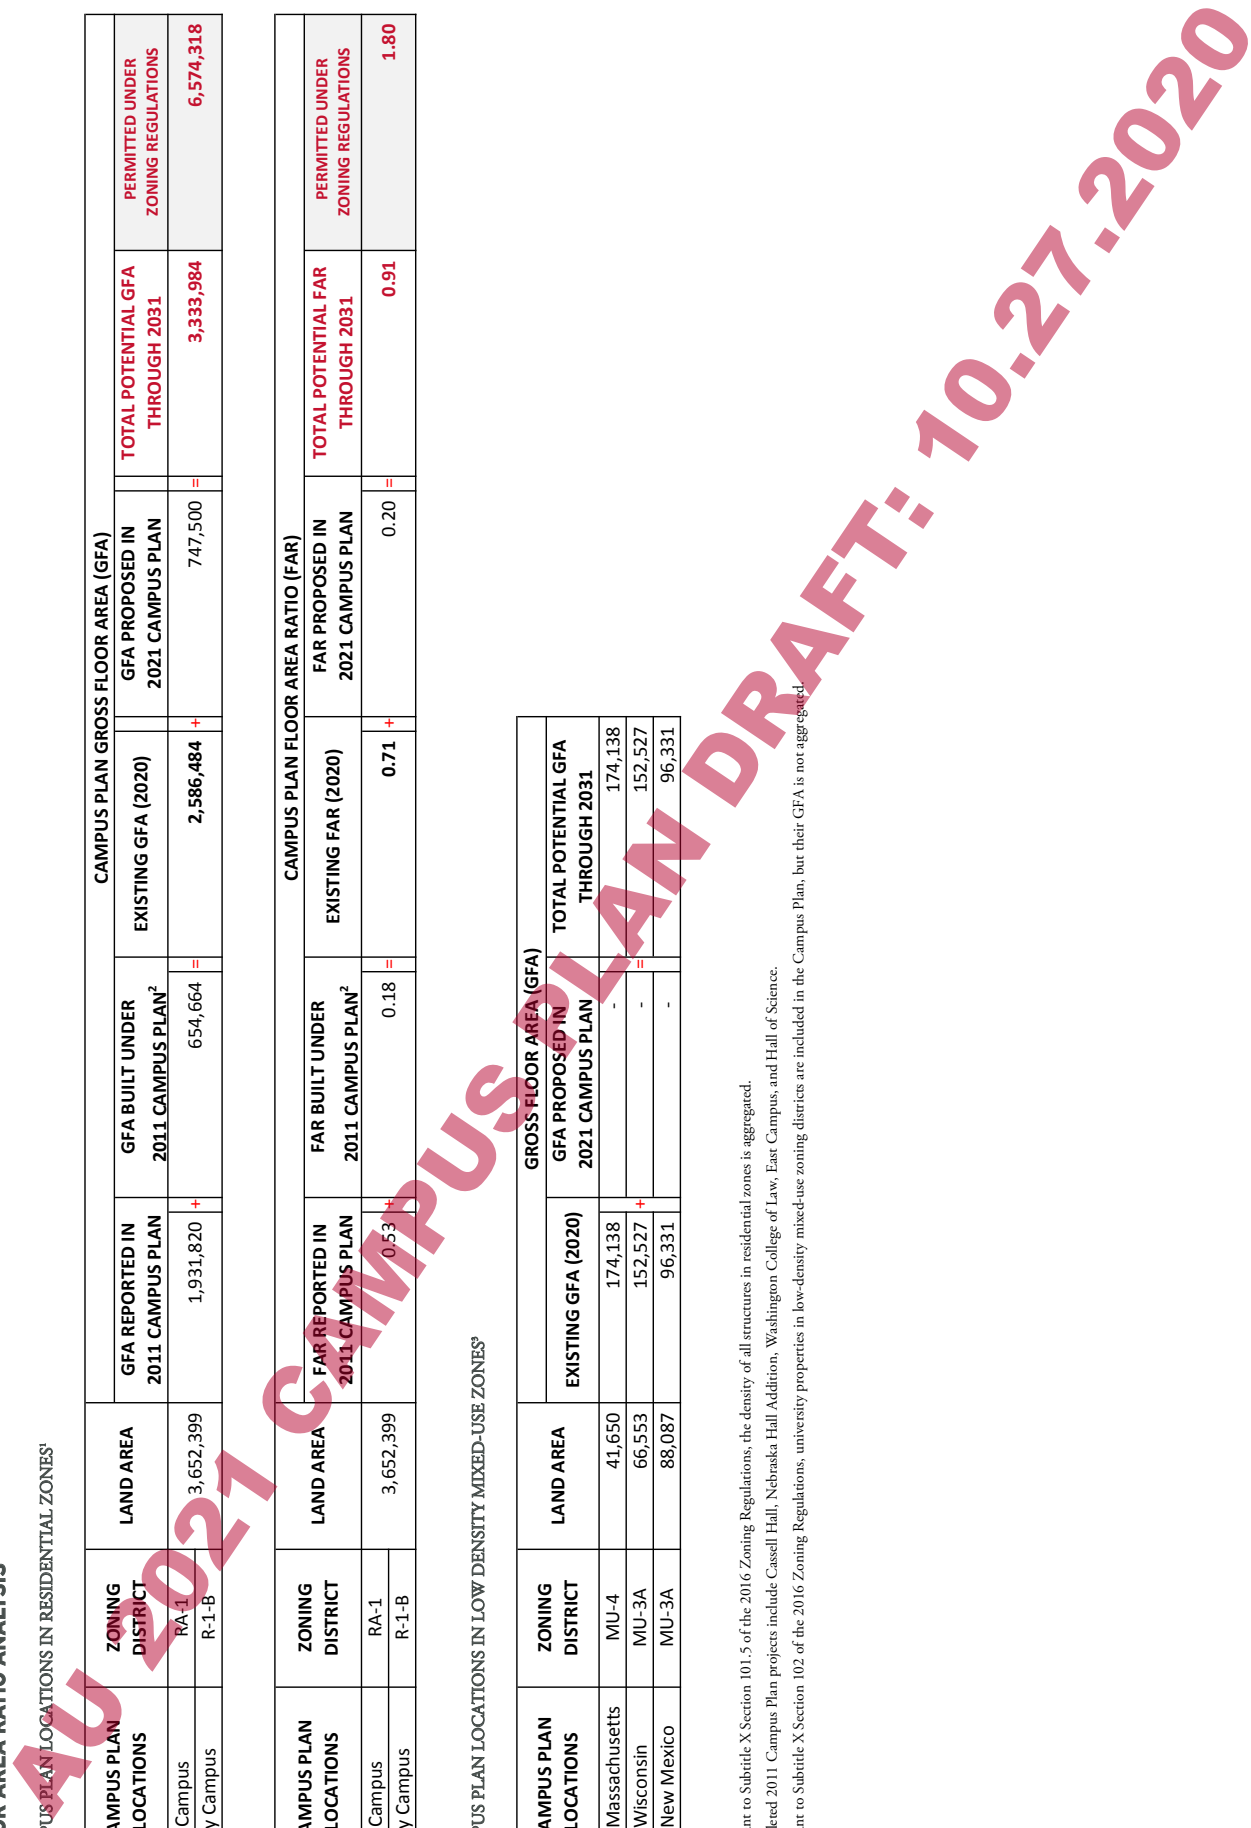 OR AREA RATIO ANALYSIS
PUS PLAN LOCATIONS IN RESIDENTIAL ZONES¹
CAMPUS PLAN GROSS FLOOR AREA (GFA)
AMPUS PLAN LOCATIONS ZONING DISTRICT LAND AREA GFA REPORTED IN 2011 CAMPUS PLAN GFA BUILT UNDER 2011 CAMPUS PLAN² EXISTING GFA (2020) GFA PROPOSED IN 2021 CAMPUS PLAN TOTAL POTENTIAL GFA THROUGH 2031 PERMITTED UNDER ZONING REGULATIONS
Campus RA-1 3,652,399 1,931,820 + 654,664 = 2,586,484 + 747,500 = 3,333,984 6,574,318
y Campus R-1-B
CAMPUS PLAN FLOOR AREA RATIO (FAR)
AMPUS PLAN LOCATIONS ZONING DISTRICT LAND AREA FAR REPORTED IN 2011 CAMPUS PLAN FAR BUILT UNDER 2011 CAMPUS PLAN² EXISTING FAR (2020) FAR PROPOSED IN 2021 CAMPUS PLAN TOTAL POTENTIAL FAR THROUGH 2031 PERMITTED UNDER ZONING REGULATIONS
Campus RA-1 3,652,399 0.53 + 0.18 = 0.71 + 0.20 = 0.91 1.80
y Campus R-1-B
PUS PLAN LOCATIONS IN LOW DENSITY MIXED-USE ZONES³
GROSS FLOOR AREA (GFA)
AMPUS PLAN LOCATIONS ZONING DISTRICT LAND AREA EXISTING GFA (2020) GFA PROPOSED IN 2021 CAMPUS PLAN TOTAL POTENTIAL GFA THROUGH 2031
Massachusetts MU-4 41,650 174,138 - 174,138
Wisconsin MU-3A 66,553 152,527 + - = 152,527
New Mexico MU-3A 88,087 96,331 - 96,331
nt to Subtitle X Section 101.5 of the 2016 Zoning Regulations, the density of all structures in residential zones is aggregated.
leted 2011 Campus Plan projects include Cassell Hall, Nebraska Hall Addition, Washington College of Law, East Campus, and Hall of Science.
nt to Subtitle X Section 102 of the 2016 Zoning Regulations, university properties in low-density mixed-use zoning districts are included in the Campus Plan, but their GFA is not aggregated.
AU 2021 CAMPUS PLAN DRAFT: 10.27.2020